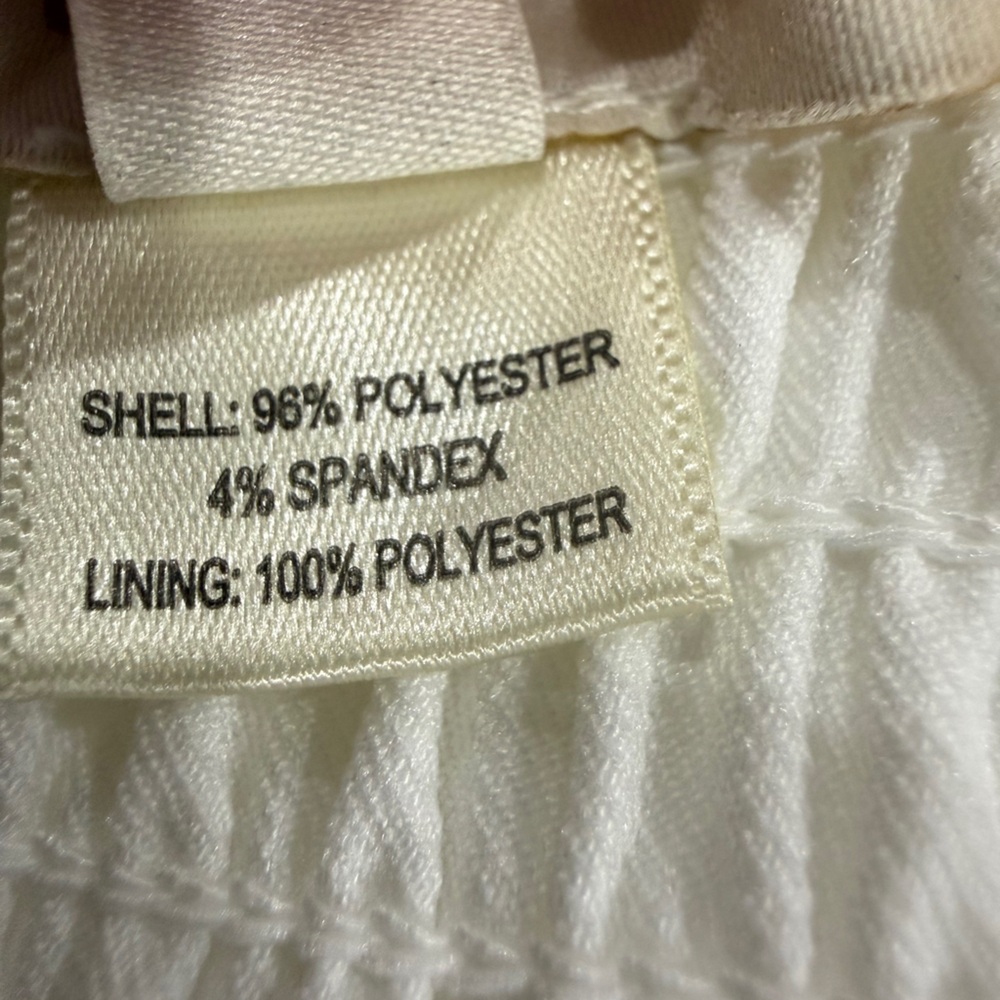 SHELL: 96% POLYESTER
4% SPANDEX
LINING: 100% POLYESTER